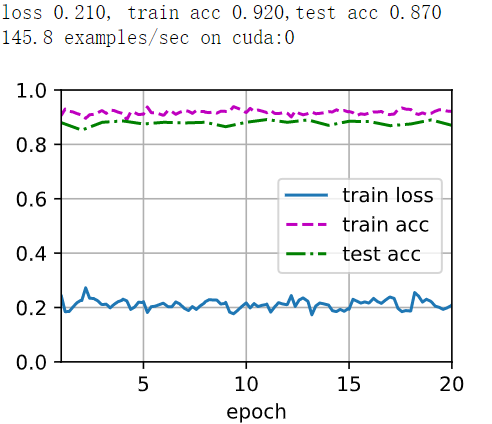 loss 0.210, train acc 0.920,test acc 0.870
145.8 examples/sec on cuda:0
1.0
0.8
0.6
0.4
0.2
0.0
train loss
train acc
test acc
5 10 15 20
epoch